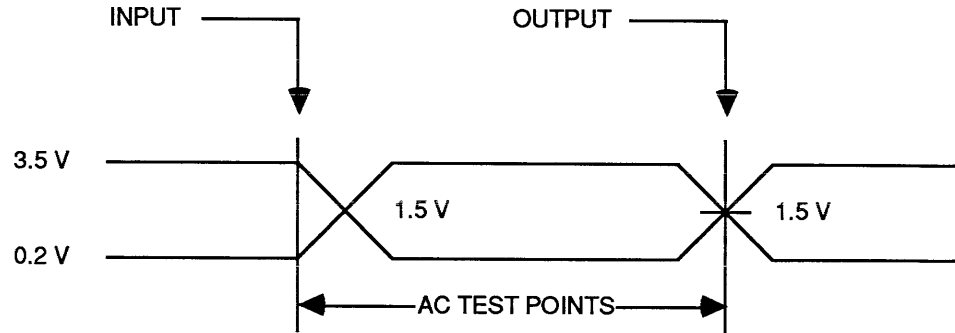 INPUT
OUTPUT
3.5 V
1.5 V
1.5 V
0.2 V
AC TEST POINTS